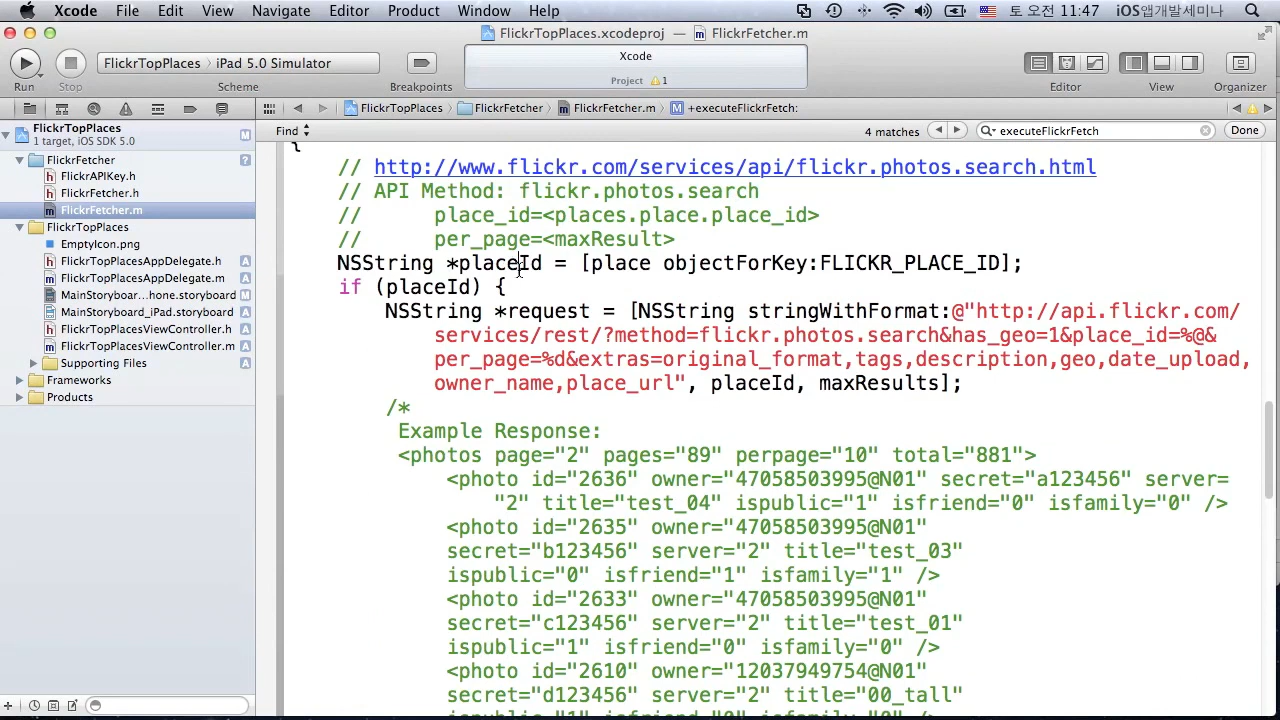 Xcode File Edit View Navigate Editor Product Window Help 토 오전 11:47 iOS앱개발세미나
FlickrTopPlaces.xcodeproj — FlickrFetcher.m
FlickrTopPlaces iPad 5.0 Simulator
Xcode
Project 1
Run Stop Scheme Breakpoints Editor View Organizer
FlickrTopPlaces FlickrFetcher FlickrFetcher.m M +executeFlickrFetch:
Find 4 matches executeFlickrFetch Done
FlickrTopPlaces M
1 target, iOS SDK 5.0
FlickrFetcher ?
FlickrAPIKey.h
FlickrFetcher.h
FlickrFetcher.m
FlickrTopPlaces
EmptyIcon.png
FlickrTopPlacesAppDelegate.h A
FlickrTopPlacesAppDelegate.m A
MainStoryboar...hone.storyboard A
MainStoryboard_iPad.storyboard A
FlickrTopPlacesViewController.h A
FlickrTopPlacesViewController.m A
Supporting Files A
Frameworks
Products
{
// http://www.flickr.com/services/api/flickr.photos.search.html
// API Method: flickr.photos.search
// place_id=<places.place.place_id>
// per_page=<maxResult>
NSString *placeId = [place objectForKey:FLICKR_PLACE_ID];
if (placeId) {
NSString *request = [NSString stringWithFormat:@"http://api.flickr.com/
services/rest/?method=flickr.photos.search&has_geo=1&place_id=%@&
per_page=%d&extras=original_format,tags,description,geo,date_upload,
owner_name,place_url", placeId, maxResults];
/*
Example Response:
<photos page="2" pages="89" perpage="10" total="881">
<photo id="2636" owner="47058503995@N01" secret="a123456" server=
"2" title="test_04" ispublic="1" isfriend="0" isfamily="0" />
<photo id="2635" owner="47058503995@N01"
secret="b123456" server="2" title="test_03"
ispublic="0" isfriend="1" isfamily="1" />
<photo id="2633" owner="47058503995@N01"
secret="c123456" server="2" title="test_01"
ispublic="1" isfriend="0" isfamily="0" />
<photo id="2610" owner="12037949754@N01"
secret="d123456" server="2" title="00_tall"
ispublic="1" isfriend="0" isfamily="0" />